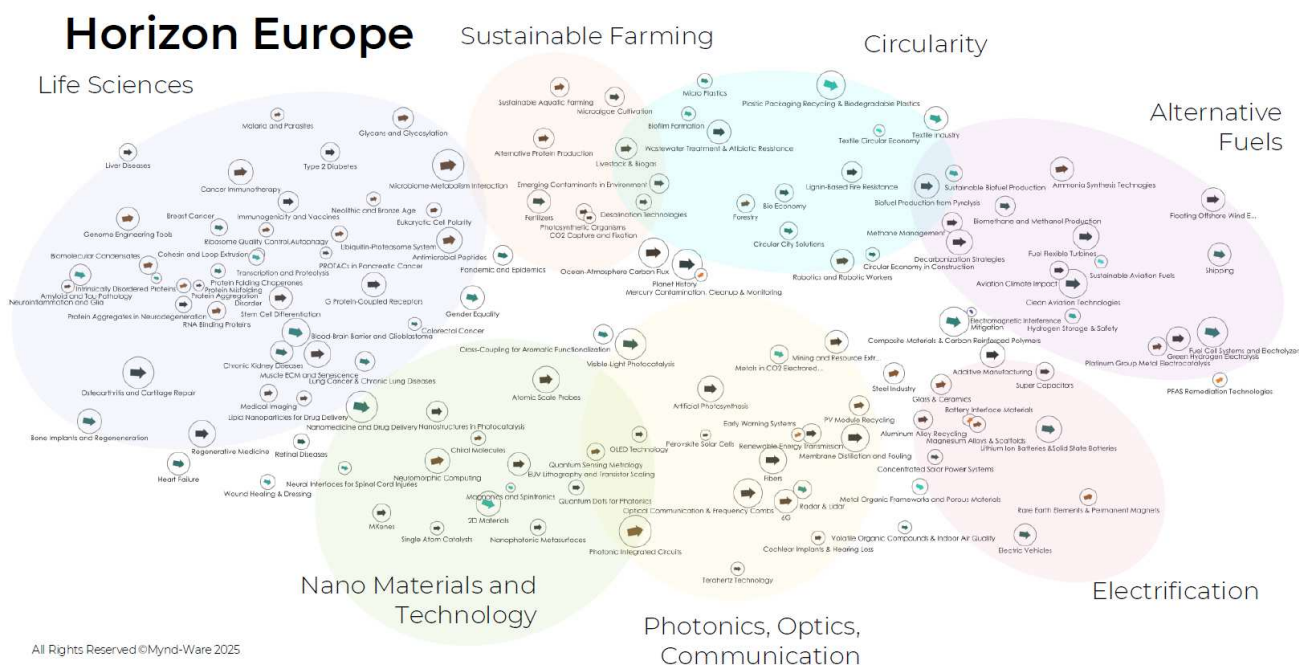 Horizon Europe
Sustainable Farming
Circularity
Life Sciences
Alternative
Fuels
Micro Plastics
Plastic Packaging Recycling & Biodegradable Plastics
Sustainable Aquatic Farming
Microalgae Cultivation
Malaria and Parasites
Glycans and Glycosylation
Biofilm Formation
Textile Circular Economy
Textile Industry
Alternative Protein Production
Livestock & Biogas
Wastewater Treatment & Atibiotic Resistance
Liver Diseases
Type 2 Diabetes
Microbiome-Metabolism Interaction
Cancer Immunotherapy
Emerging Contaminants in Environment
Lignin-Based Fire Resistance
Sustainable Biofuel Production
Ammonia Synthesis Technologies
Biofuel Production from Pyrolysis
Immunogenicity and Vaccines
Neolithic and Bronze Age
Eukaryotic Cell Polarity
Fertilizers
Photosynthetic Organisms
CO2 Capture and Fixation
Desalination Technologies
Forestry
Bio Economy
Breast Cancer
Genome Engineering Tools
Ribosome Quality Control,Autophagy
Ubiquitin-Proteasome System
Antimicrobial Peptides
Circular City Solutions
Methane Management
Biomethane and Methanol Production
Floating Offshore Wind E...
Decarbonization Strategies
Fuel Flexible Turbines
Biomolecular Condensates
Cohesin and Loop Extrusion
PROTACs in Pancreatic Cancer
Pandemic and Epidemics
Ocean-Atmosphere Carbon Flux
Planet History
Mercury Contamination, Cleanup & Monitoring
Robotics and Robotic Workers
Circular Economy in Construction
Aviation Climate Impact
Sustainable Aviation Fuels
Shipping
Clean Aviation Technologies
Transcription and Proteolysis
Protein Folding Chaperones
Intrinsically Disordered Proteins
Protein Misfolding
Amyloid and Tau Pathology
Neuroinflammation and Glia
Protein Aggregation
Disorder
Stem Cell Differentiation
G Protein-Coupled Receptors
Gender Equality
Protein Aggregates in Neurodegeneration
RNA Binding Proteins
Colorectal Cancer
Blood-Brain Barrier and Glioblastoma
Cross-Coupling for Aromatic Functionalization
Visible Light Photocatalysis
Electromagnetic Interference
Mitigation
Hydrogen Storage & Safety
Composite Materials & Carbon Reinforced Polymers
Fuel Cell Systems and Electrolyzer
Green Hydrogen Electrolysis
Platinum Group Metal Electrocatalysts
Chronic Kidney Diseases
Muscle ECM and Senescence
Lung Cancer & Chronic Lung Diseases
Mining and Resource Extr...
Metals in CO2 Electrored...
Additive Manufacturing
Super Capacitors
Steel Industry
PFAS Remediation Technologies
Osteoarthritis and Cartilage Repair
Atomic Scale Probes
Artificial Photosynthesis
Glass & Ceramics
Medical Imaging
Lipid Nanoparticles for Drug Delivery
Nanomedicine and Drug Delivery
Nanostructures in Photocatalysis
PV Module Recycling
Battery Interface Materials
Aluminum Alloy Recycling
Magnesium Alloys & Scaffolds
Lithium Ion Batteries &Solid State Batteries
Bone Implants and Regeneration
Regenerative Medicine
Retinal Diseases
Chiral Molecules
OLED Technology
Early Warning Systems
Perovskite Solar Cells
Renewable Energy Transmission
Membrane Distillation and Fouling
Heart Failure
Neural Interfaces for Spinal Cord Injuries
Neuromorphic Computing
Quantum Sensing Metrology
EUV Lithography and Transistor Scaling
Fibers
Concentrated Solar Power Systems
Wound Healing & Dressing
Magnonics and Spintronics
2D Materials
Quantum Dots for Photonics
Optical Communication & Frequency Combs
6G
Radar & Lidar
Metal Organic Frameworks and Porous Materials
Rare Earth Elements & Permanent Magnets
MXenes
Single Atom Catalysts
Nanophotonic Metasurfaces
Photonic Integrated Circuits
Cochlear Implants & Hearing Loss
Volatile Organic Compounds & Indoor Air Quality
Electric Vehicles
Terahertz Technology
Nano Materials and
Technology
Electrification
Photonics, Optics,
Communication
All Rights Reserved ©Mynd-Ware 2025